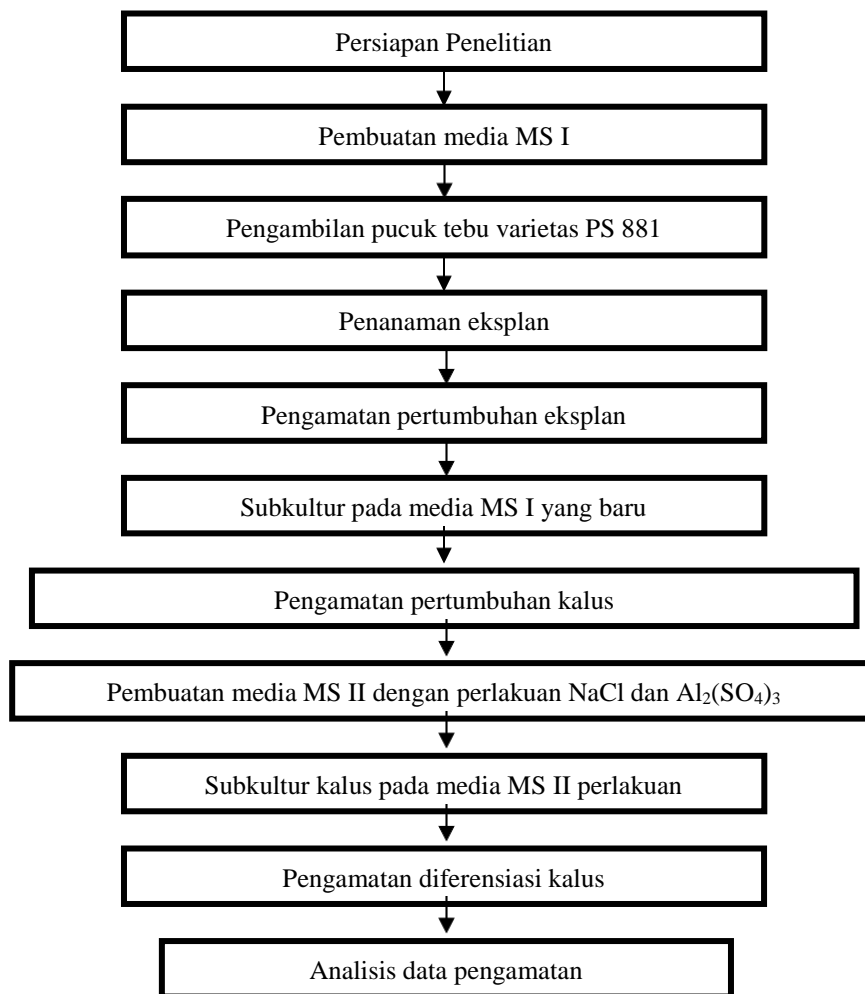 Persiapan Penelitian
Pembuatan media MS I
Pengambilan pucuk tebu varietas PS 881
Penanaman eksplan
Pengamatan pertumbuhan eksplan
Subkultur pada media MS I yang baru
Pengamatan pertumbuhan kalus
Pembuatan media MS II dengan perlakuan NaCl dan Al₂(SO₄)₃
Subkultur kalus pada media MS II perlakuan
Pengamatan diferensiasi kalus
Analisis data pengamatan